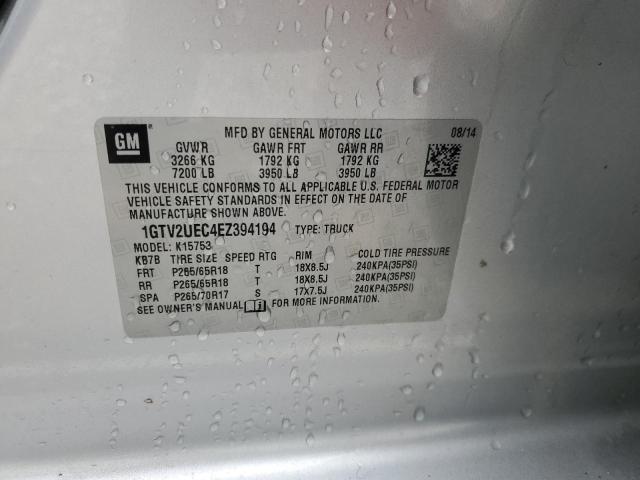 GM
MFD BY GENERAL MOTORS LLC 08/14
GVWR GAWR FRT GAWR RR
3266 KG 1792 KG 1792 KG
7200 LB 3950 LB 3950 LB
THIS VEHICLE CONFORMS TO ALL APPLICABLE U.S. FEDERAL MOTOR
VEHICLE SAFETY STANDARDS IN EFFECT ON THE DATE OF
MANUFACTURE SHOWN ABOVE.
1GTV2UEC4EZ394194 TYPE: TRUCK
MODEL: K15753
KB7B TIRE SIZE SPEED RTG RIM COLD TIRE PRESSURE
FRT P265/65R18 T 18X8.5J 240KPA(35PSI)
RR P265/65R18 T 18X8.5J 240KPA(35PSI)
SPA P265/70R17 S 17X7.5J 240KPA(35PSI)
SEE OWNER'S MANUAL FOR MORE INFORMATION.